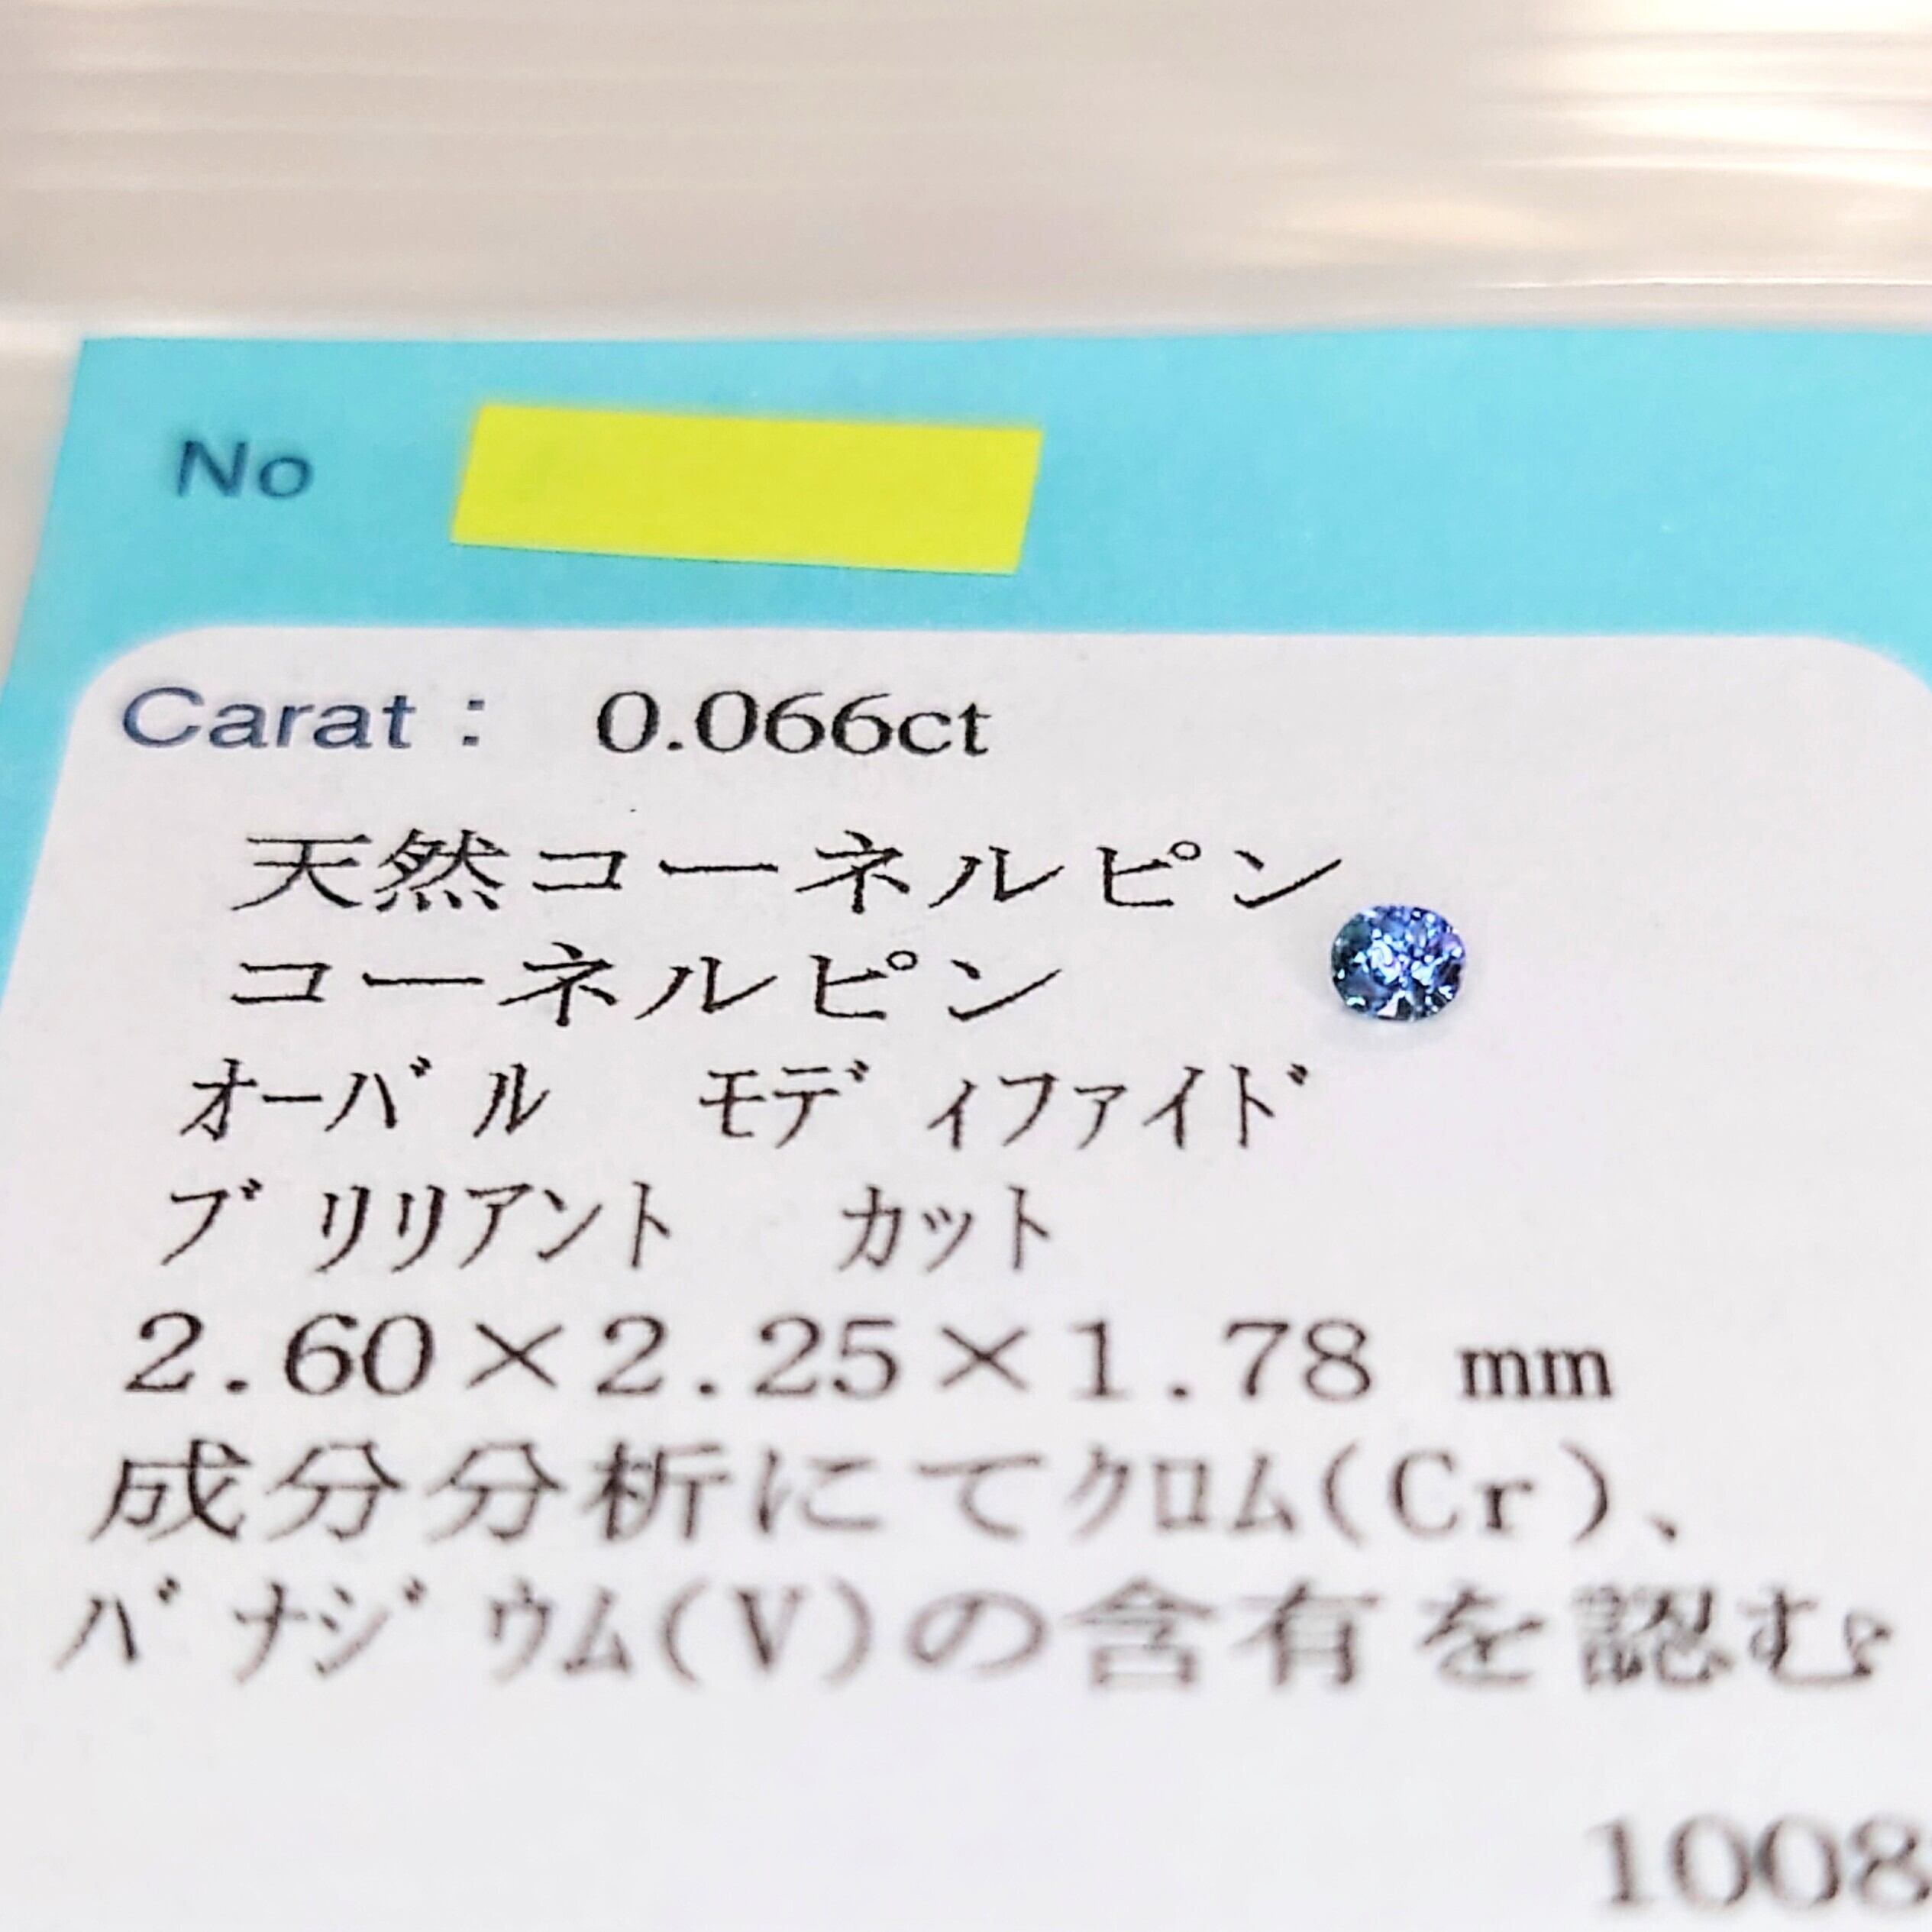 No
Carat : 0.066ct
天然コーネルピン
コーネルピン
ｵｰﾊﾞﾙ ﾓﾃﾞｨﾌｧｲﾄﾞ
ﾌﾞﾘﾘｱﾝﾄ ｶｯﾄ
2.60×2.25×1.78 mm
成分分析にてｸﾛﾑ(Cr)、
ﾊﾞﾅｼﾞｳﾑ(V)の含有を認む
1008